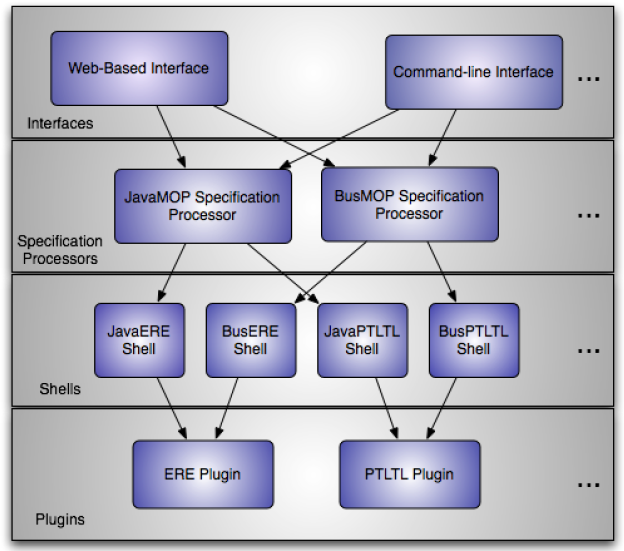 Web-Based Interface
Command-line Interface
...
Interfaces
JavaMOP Specification
Processor
BusMOP Specification
Processor
...
Specification
Processors
JavaERE
Shell
BusERE
Shell
JavaPTLTL
Shell
BusPTLTL
Shell
...
Shells
ERE Plugin
PTLTL Plugin
...
Plugins